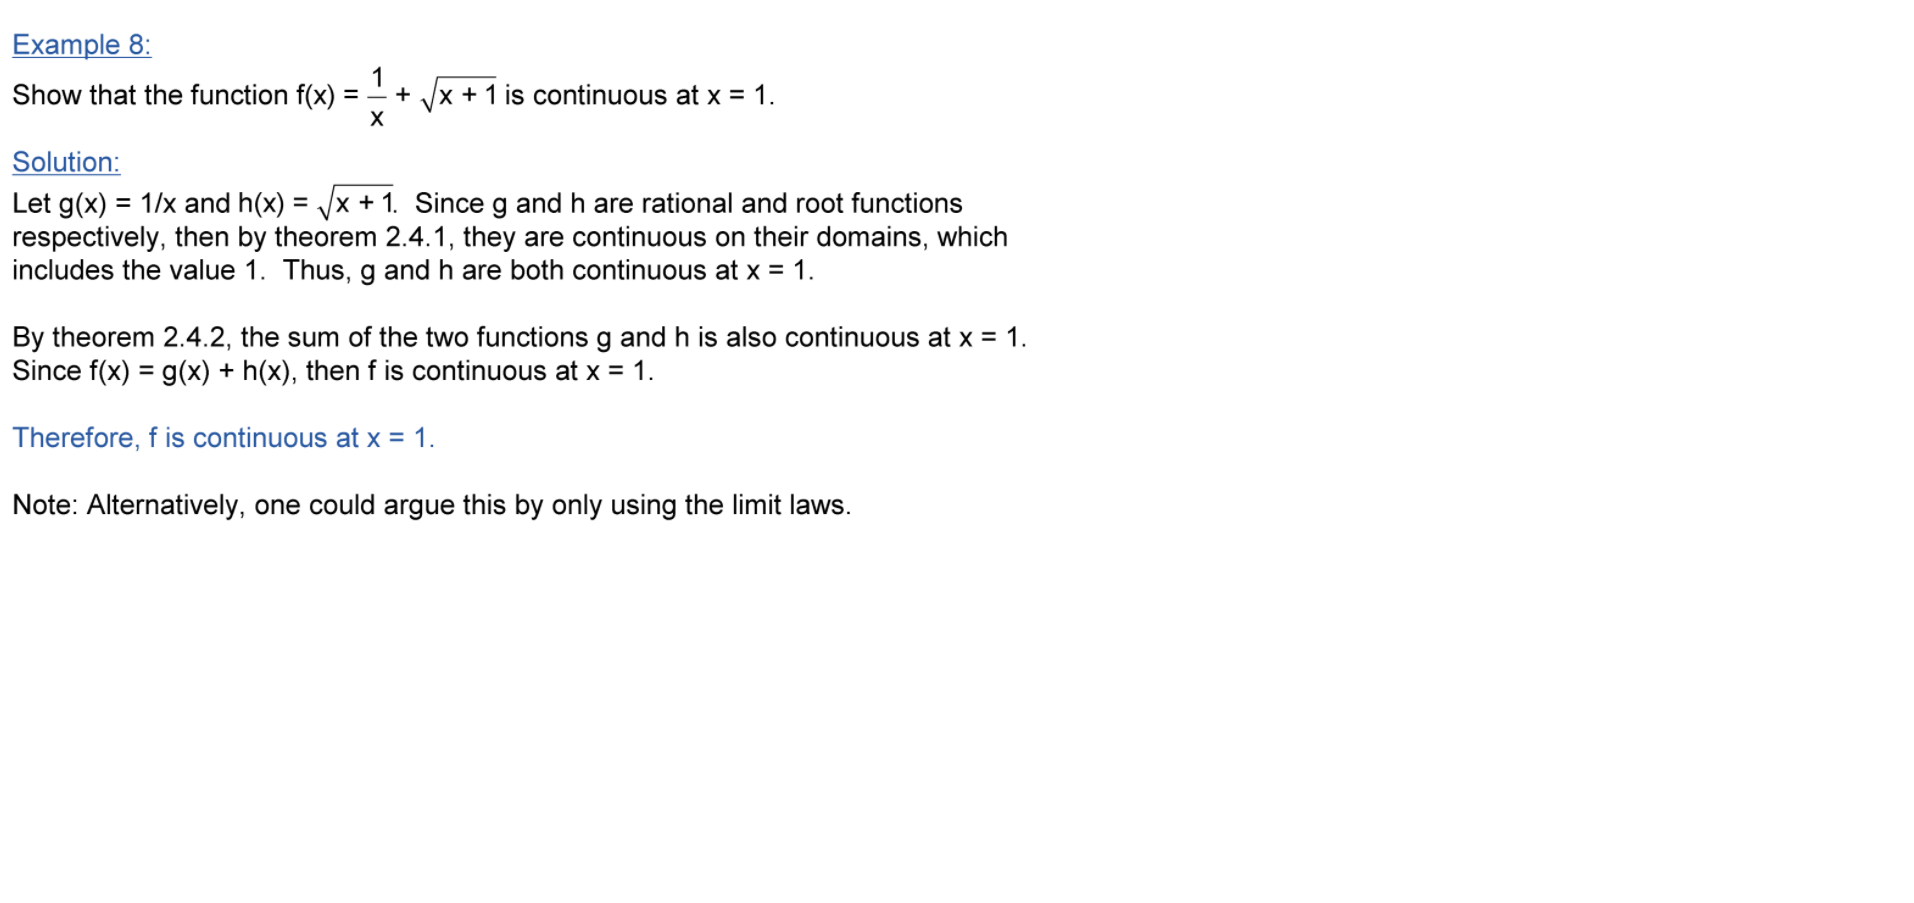 Example 8:
Show that the function f(x) = 1/x + √(x + 1) is continuous at x = 1.
Solution:
Let g(x) = 1/x and h(x) = √(x + 1). Since g and h are rational and root functions
respectively, then by theorem 2.4.1, they are continuous on their domains, which
includes the value 1. Thus, g and h are both continuous at x = 1.
By theorem 2.4.2, the sum of the two functions g and h is also continuous at x = 1.
Since f(x) = g(x) + h(x), then f is continuous at x = 1.
Therefore, f is continuous at x = 1.
Note: Alternatively, one could argue this by only using the limit laws.